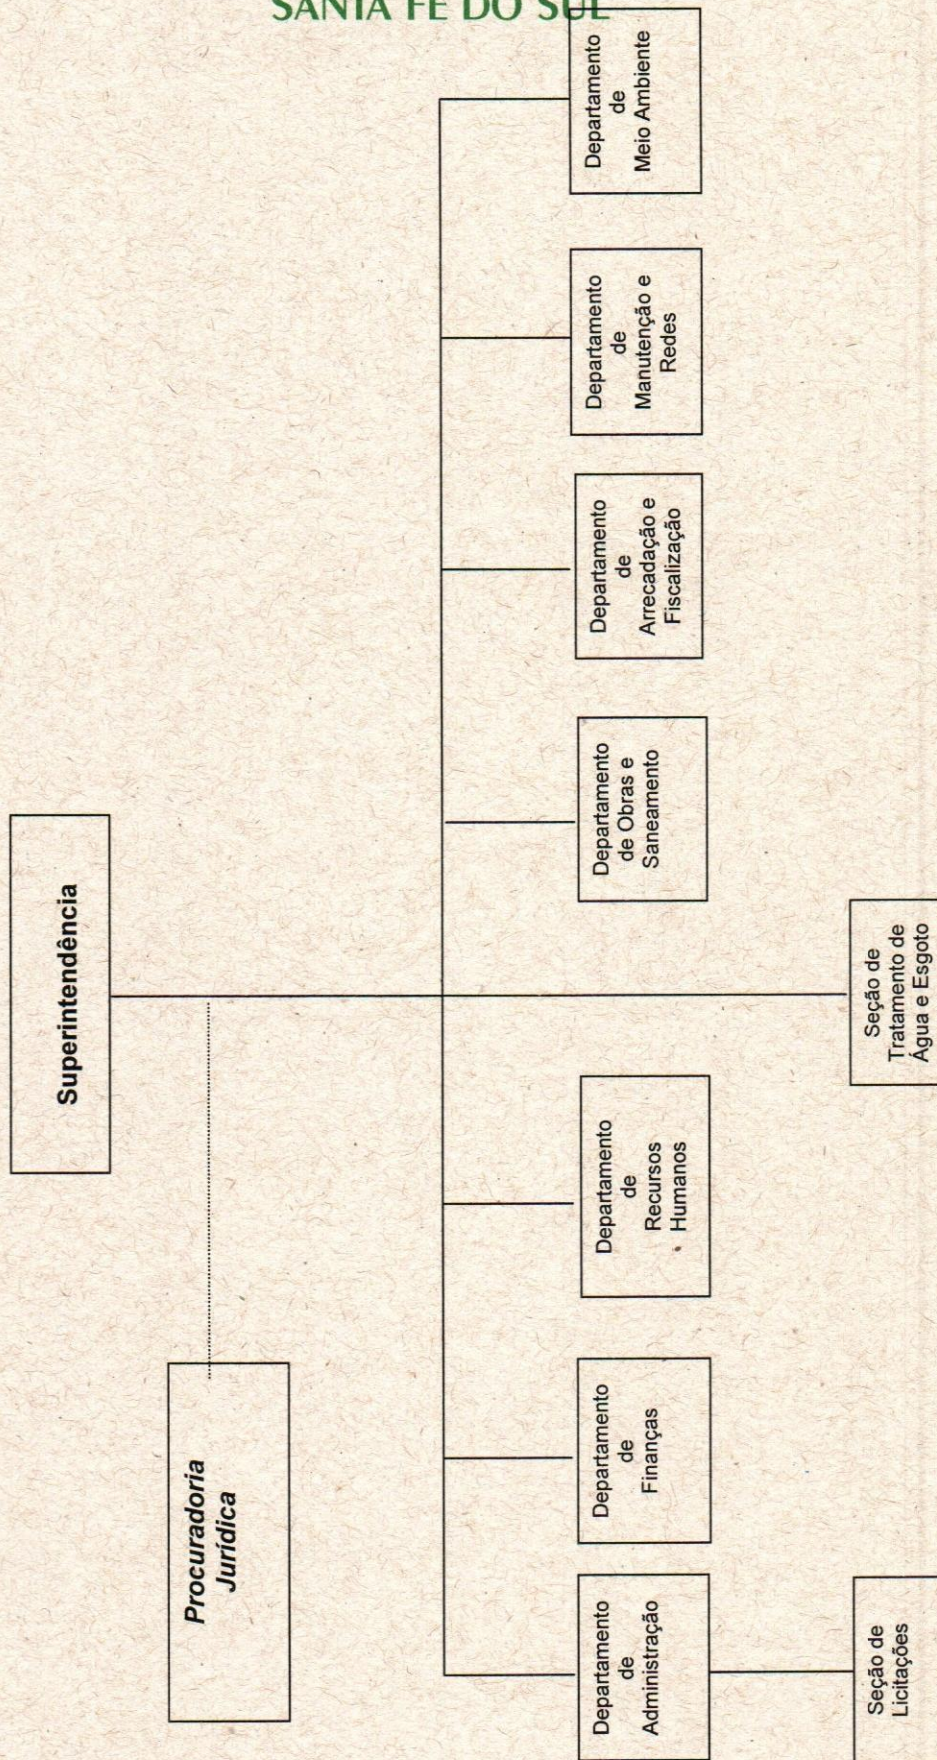 SANTA FÉ DO SUL
Superintendência
Procuradoria
Jurídica
Departamento
de
Administração
Departamento
de
Finanças
Departamento
de
Recursos
Humanos
Departamento
de Obras e
Saneamento
Departamento
de
Arrecadação e
Fiscalização
Departamento
de
Manutenção e
Redes
Departamento
de
Meio Ambiente
Seção de
Licitações
Seção de
Tratamento de
Água e Esgoto